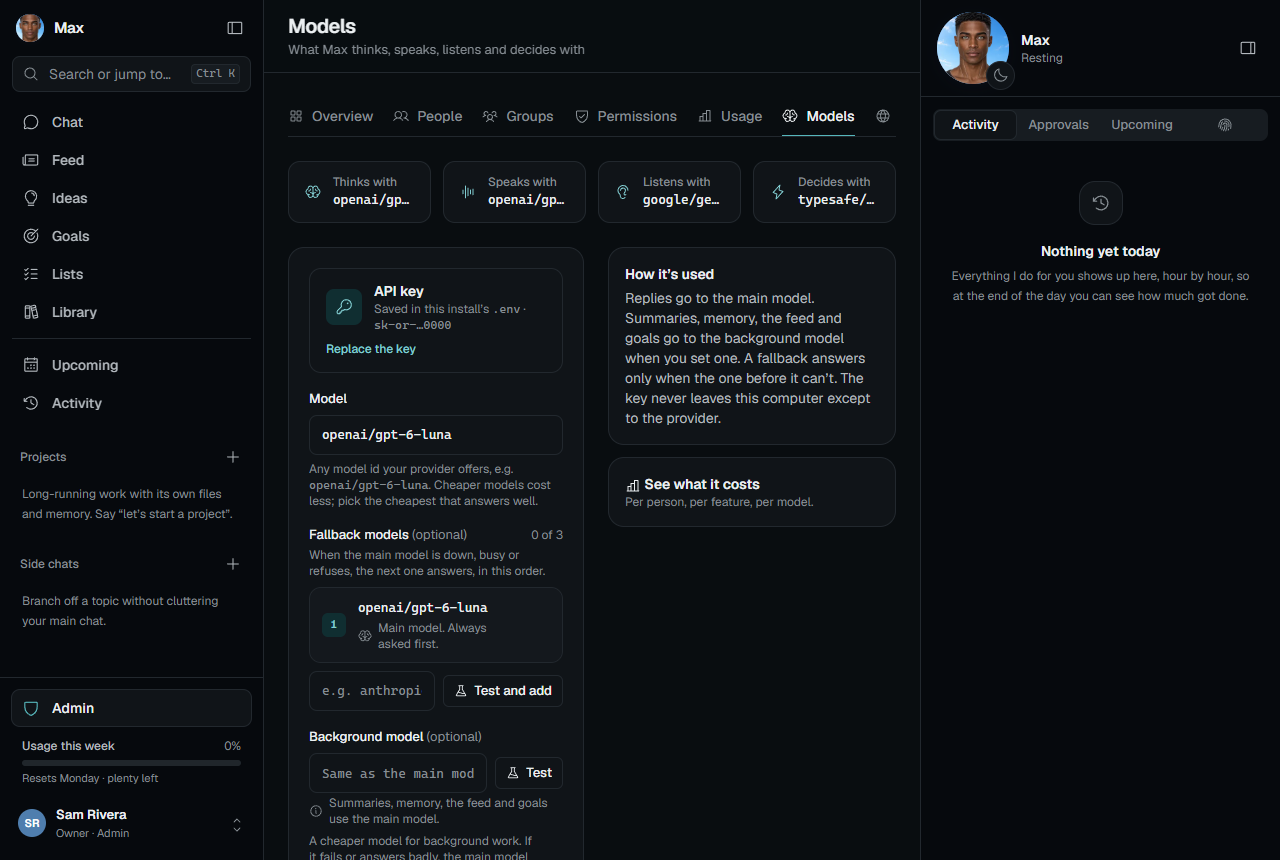 Max
Search or jump to... Ctrl K
Chat
Feed
Ideas
Goals
Lists
Library
Upcoming
Activity
Projects
Long-running work with its own files
and memory. Say “let’s start a project”.
Side chats
Branch off a topic without cluttering
your main chat.
Admin
Usage this week 0%
Resets Monday · plenty left
SR
Sam Rivera
Owner · Admin
Models
What Max thinks, speaks, listens and decides with
Overview People Groups Permissions Usage Models
Thinks with
openai/gp…
Speaks with
openai/gp…
Listens with
google/ge…
Decides with
typesafe/…
API key
Saved in this install’s .env ·
sk-or-…0000
Replace the key
Model
openai/gpt-6-luna
Any model id your provider offers, e.g.
openai/gpt-6-luna. Cheaper models cost
less; pick the cheapest that answers well.
Fallback models (optional) 0 of 3
When the main model is down, busy or
refuses, the next one answers, in this order.
1
openai/gpt-6-luna
Main model. Always
asked first.
e.g. anthropi
Test and add
Background model (optional)
Same as the main mod
Test
Summaries, memory, the feed and goals
use the main model.
A cheaper model for background work. If
it fails or answers badly, the main model
How it’s used
Replies go to the main model.
Summaries, memory, the feed and
goals go to the background model
when you set one. A fallback answers
only when the one before it can’t. The
key never leaves this computer except
to the provider.
See what it costs
Per person, per feature, per model.
Max
Resting
Activity Approvals Upcoming
Nothing yet today
Everything I do for you shows up here, hour by hour, so
at the end of the day you can see how much got done.